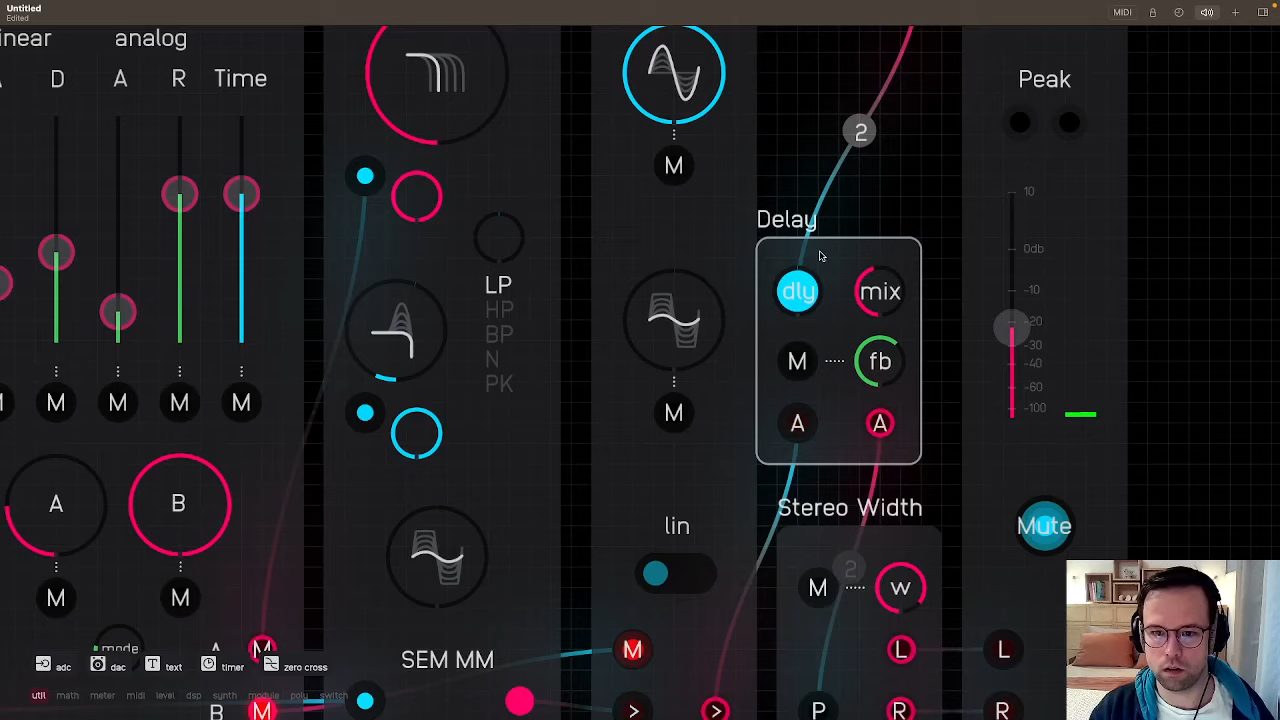 Untitled
Edited
MIDI
inear
analog
D
A
R
Time
M
M
M
M
M
A
B
M
M
mode
adc
dac
text
timer
zero cross
util
math
meter
midi
level
dsp
synth
module
poly
switch
A
M
B
M
LP
HP
BP
N
PK
SEM MM
M
M
lin
M
>
>
2
Delay
dly
mix
M
fb
A
A
Stereo Width
2
M
w
L
P
R
Peak
10
0db
-10
-20
-30
-40
-60
-100
Mute
L
R